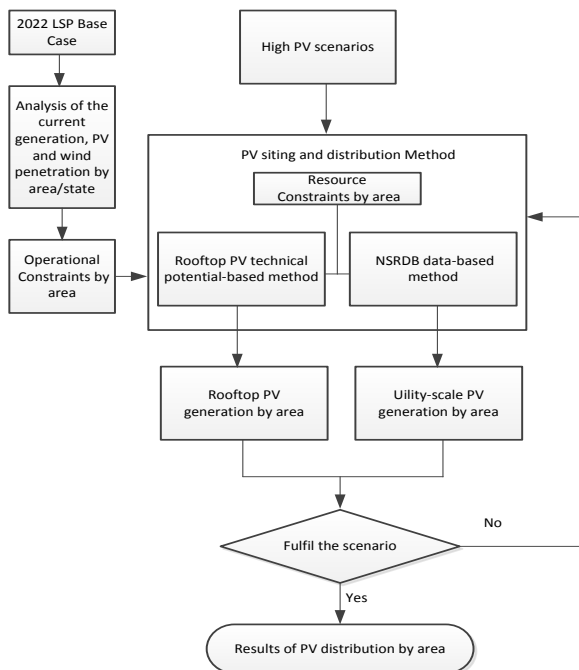 2022 LSP Base
Case
High PV scenarios
Analysis of the
current
generation, PV
and wind
penetration by
area/state
PV siting and distribution Method
Resource
Constraints by area
Operational
Constraints by
area
Rooftop PV technical
potential-based method
NSRDB data-based
method
Rooftop PV
generation by area
Uility-scale PV
generation by area
No
Fulfil the scenario
Yes
Results of PV distribution by area